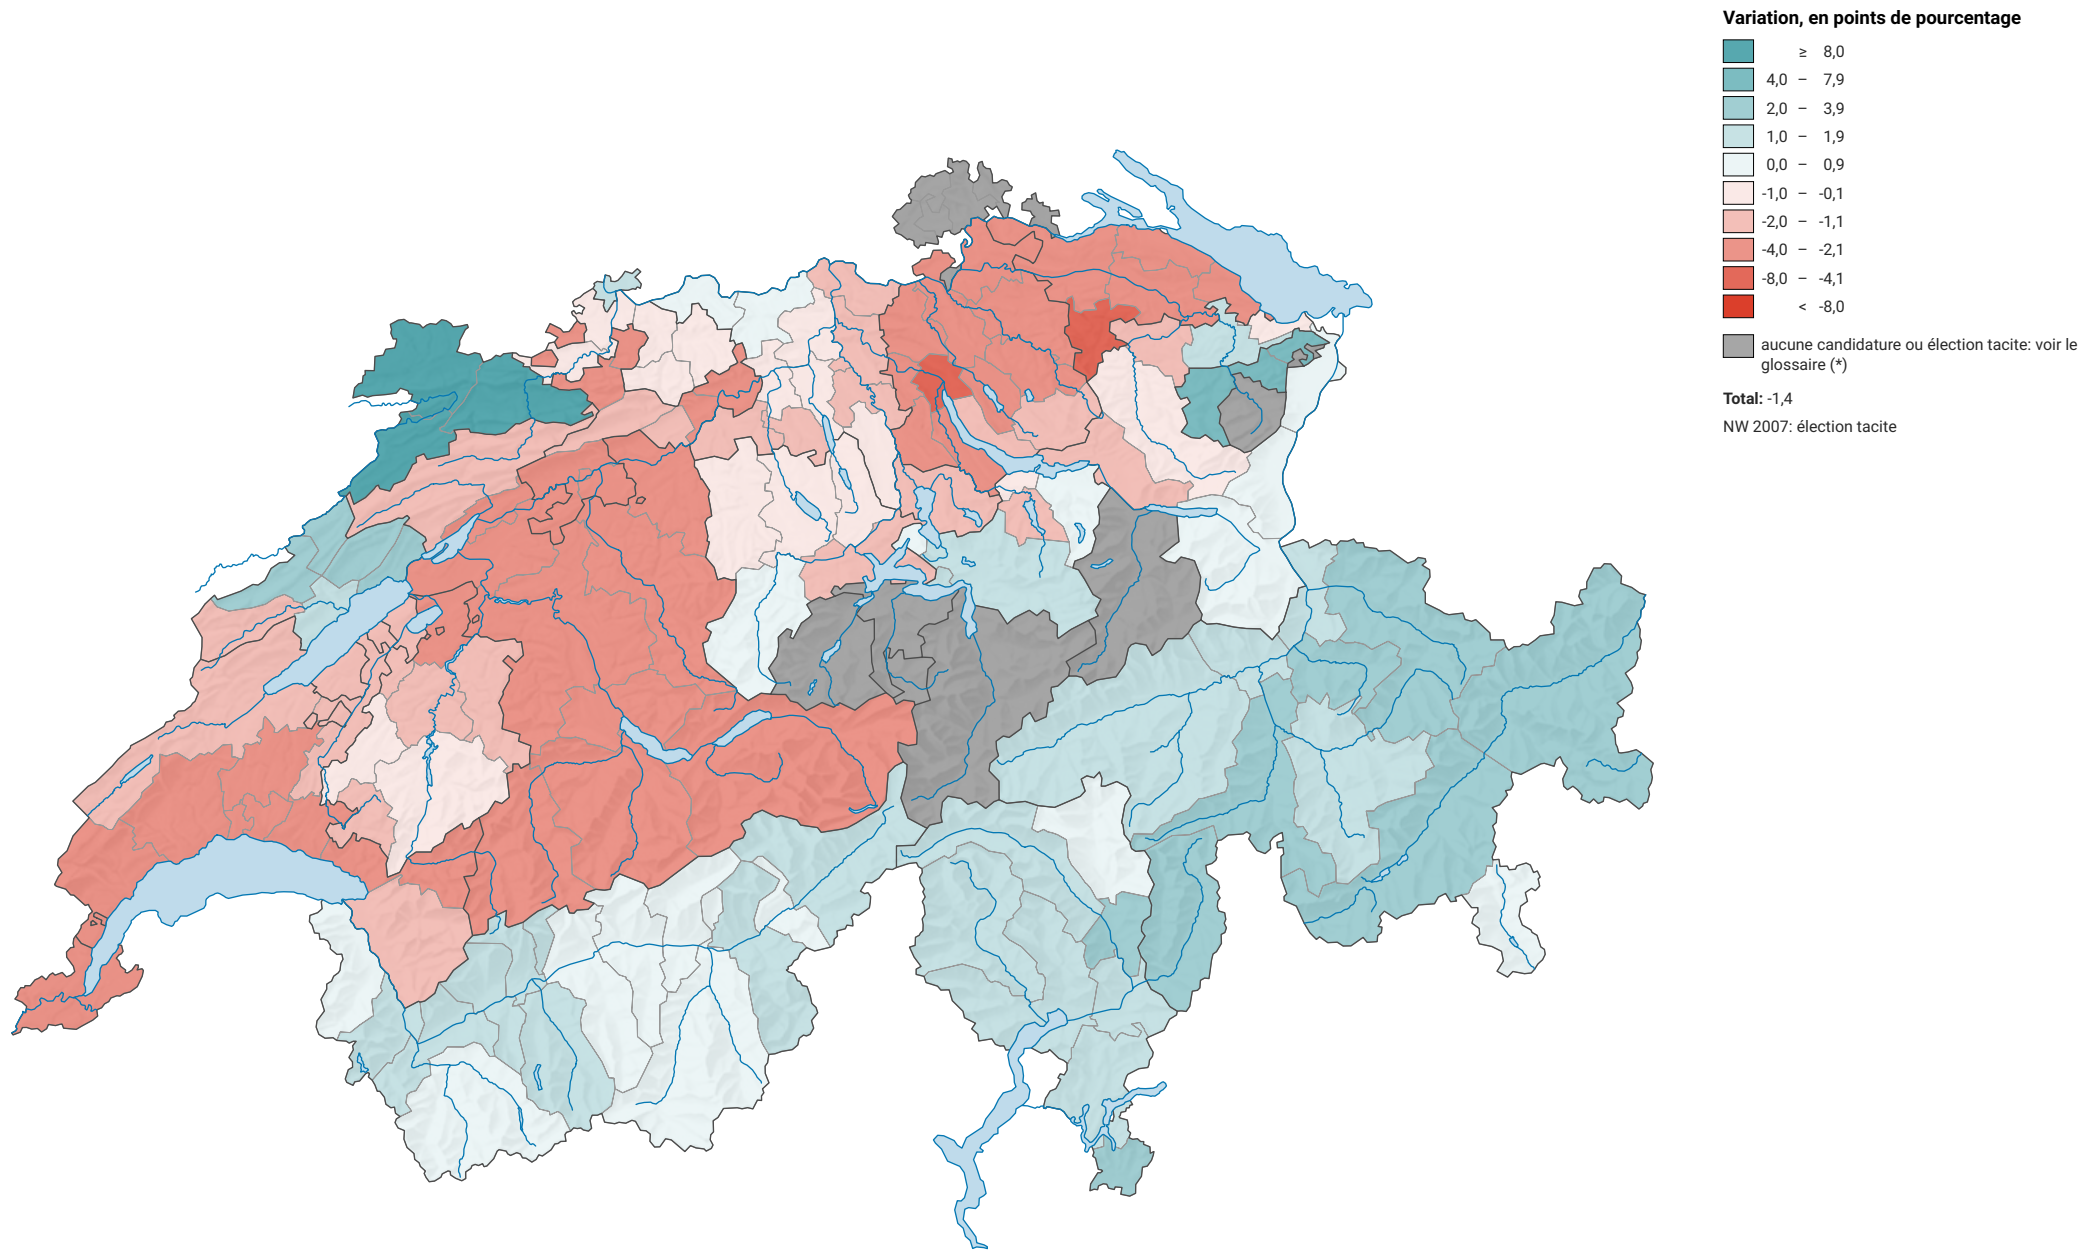 Variation, en points de pourcentage
≥ 8,0
4,0 – 7,9
2,0 – 3,9
1,0 – 1,9
0,0 – 0,9
-1,0 – -0,1
-2,0 – -1,1
-4,0 – -2,1
-8,0 – -4,1
< -8,0
aucune candidature ou élection tacite: voir le
glossaire (*)
Total: -1,4
NW 2007: élection tacite